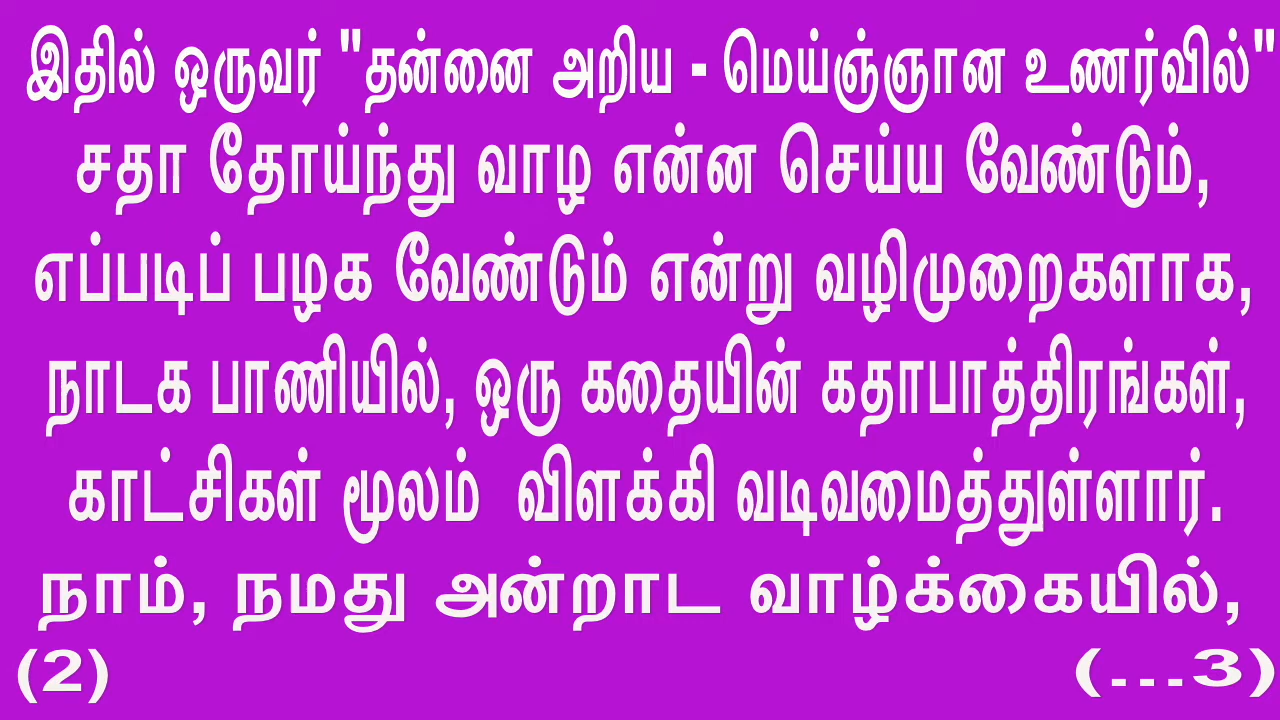 இதில் ஒருவர் "தன்னை அறிய - மெய்ஞ்ஞான உணர்வில்"
சதா தோய்ந்து வாழ என்ன செய்ய வேண்டும்,
எப்படிப் பழக வேண்டும் என்று வழிமுறைகளாக,
நாடக பாணியில், ஒரு கதையின் கதாபாத்திரங்கள்,
காட்சிகள் மூலம் விளக்கி வடிவமைத்துள்ளார்.
நாம், நமது அன்றாட வாழ்க்கையில்,
(2) (...3)